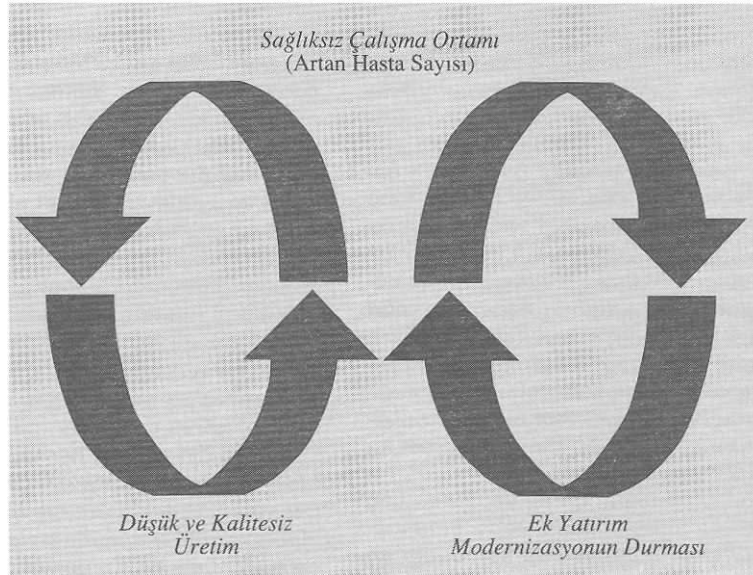 Sağlıksız Çalışma Ortamı
(Artan Hasta Sayısı)
Düşük ve Kalitesiz
Üretim
Ek Yatırım
Modernizasyonun Durması